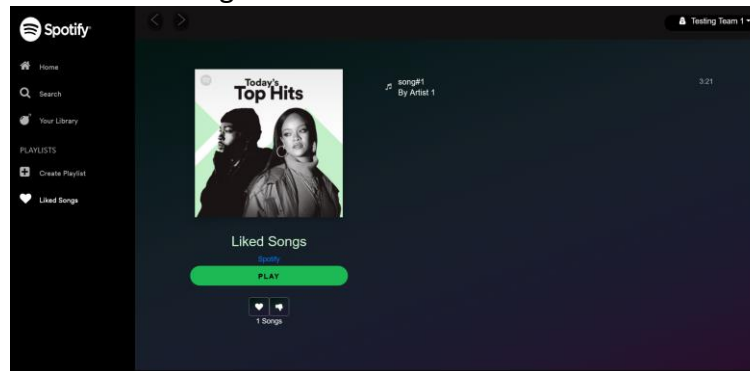 Spotify
Testing Team 1
Home
Search
Your Library
PLAYLISTS
Create Playlist
Liked Songs
Today's
Top Hits
Liked Songs
Spotify
PLAY
1 Songs
song#1
By Artist 1
3:21